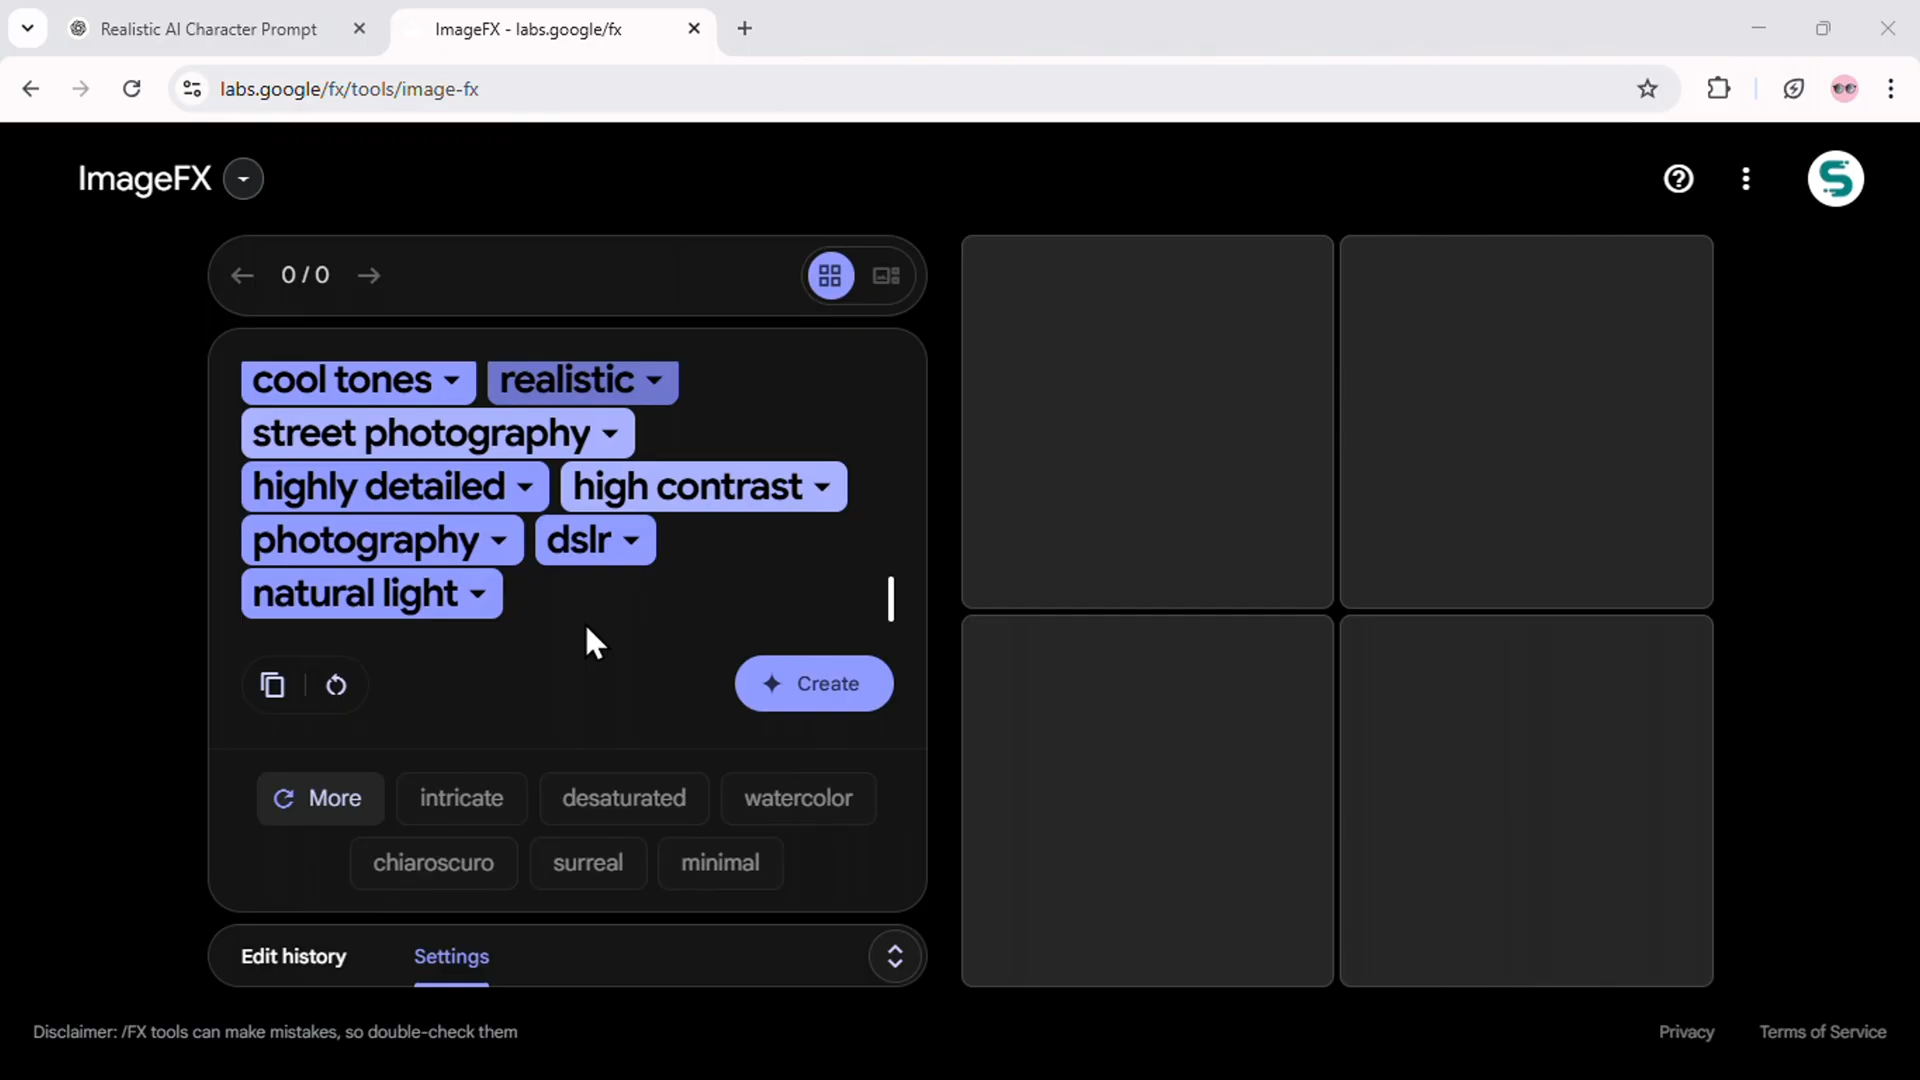 Realistic AI Character Prompt
ImageFX - labs.google/fx
labs.google/fx/tools/image-fx
ImageFX
S
0 / 0
cool tones realistic
street photography
highly detailed high contrast
photography dslr
natural light
Create
More intricate desaturated watercolor
chiaroscuro surreal minimal
Edit history Settings
Disclaimer: /FX tools can make mistakes, so double-check them
Privacy Terms of Service